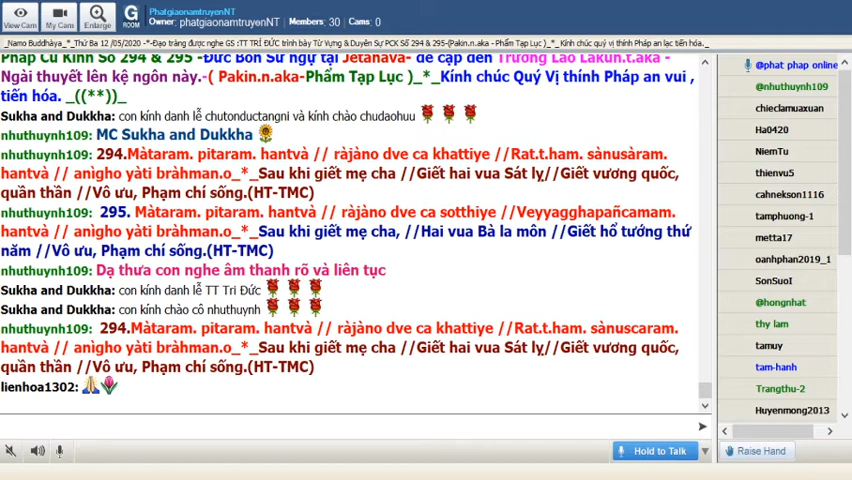 PhatgiaonamtruyenNT
Owner: phatgiaonamtruyenNT Members: 30 Cams: 0
View Cam My Cam Enlarge G ROOM
_Namo Buddhàya_*_Thứ Ba 12 /05/2020 -*-Đạo tràng được nghe GS :TT TRÍ ĐỨC trình bày Từ Vựng &Duyên Sự PCK Số 294 & 295-(Pakin.n.aka - Phẩm Tạp Lục )_*_Kính chúc quý vị thính Pháp an lạc tiến hóa._
Pháp Cú Kinh Số 294 & 295 -Đức Bổn Sư ngự tại Jetavana- đề cập đến Trưởng Lão Lakun.t.aka -
Ngài thuyết lên kệ ngôn này.-( Pakin.n.aka-Phẩm Tạp Lục )_*_Kính chúc Quý Vị thính Pháp an vui ,
tiến hóa. _((**))_
Sukha and Dukkha: con kính danh lễ chutonductangni và kính chào chudaohuu
nhuthuynh109: MC Sukha and Dukkha
nhuthuynh109: 294.Màtaram. pitaram. hantvà // ràjàno dve ca khattiye //Rat.t.ham. sànusàram.
hantvà // anìgho yàti bràhman.o_*_Sau khi giết mẹ cha //Giết hai vua Sát lỵ//Giết vương quốc,
quần thần //Vô ưu, Phạm chí sống.(HT-TMC)
nhuthuynh109: 295. Màtaram. pitaram. hantvà // ràjàno dve ca sotthiye //Veyyagghapañcamam.
hantvà // anìgho yàti bràhman.o_*_Sau khi giết mẹ cha, //Hai vua Bà la môn //Giết hổ tướng thứ
năm //Vô ưu, Phạm chí sống.(HT-TMC)
nhuthuynh109: Dạ thưa con nghe âm thanh rõ và liên tục
Sukha and Dukkha: con kính danh lễ TT Tri Đức
Sukha and Dukkha: con kính chào cô nhuthuynh
nhuthuynh109: 294.Màtaram. pitaram. hantvà // ràjàno dve ca khattiye //Rat.t.ham. sànuscaram.
hantvà // anìgho yàti bràhman.o_*_Sau khi giết mẹ cha //Giết hai vua Sát lỵ//Giết vương quốc,
quần thần //Vô ưu, Phạm chí sống.(HT-TMC)
lienhoa1302:
@phat phap online
@nhuthuynh109
chieclamuaxuan
Ha0420
NiemTu
thienvu5
cahnekson1116
tamphuong-1
metta17
oanhphan2019_1
SonSuoI
@hongnhat
thy lam
tamuy
tam-hanh
Trangthu-2
Huyenmong2013
Hold to Talk
Raise Hand